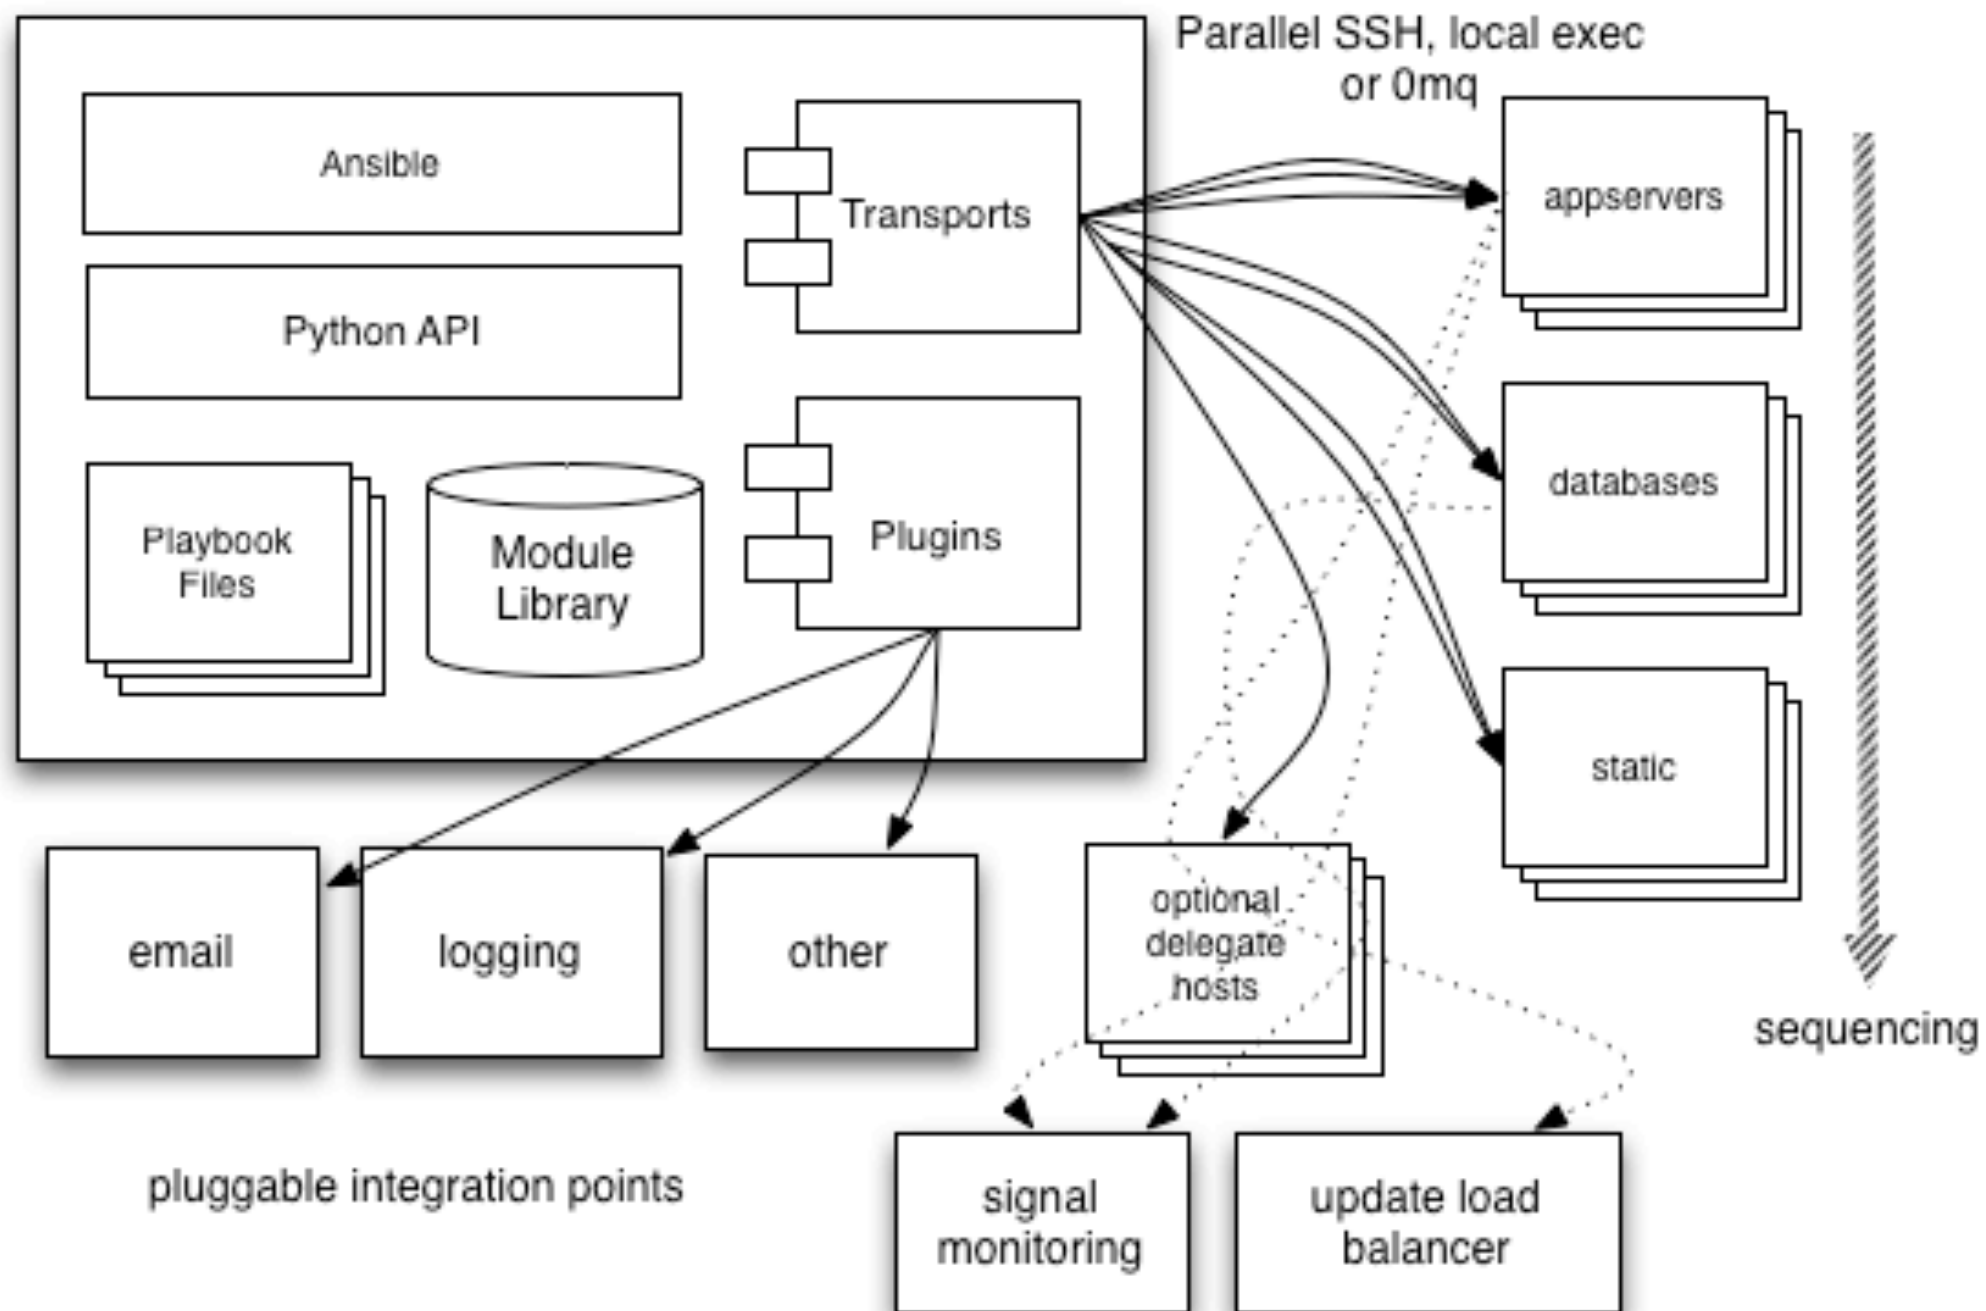 Parallel SSH, local exec
or 0mq
Ansible
Transports
appservers
Python API
Playbook
Files
Module
Library
Plugins
databases
static
email
logging
other
optional
delegate
hosts
sequencing
pluggable integration points
signal
monitoring
update load
balancer